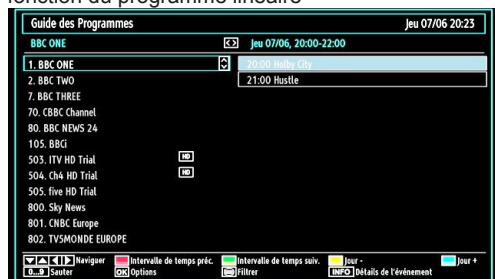 fonction du programme linéaire
Guide des Programmes Jeu 07/06 20:23
BBC ONE Jeu 07/06, 20:00-22:00
1. BBC ONE 20:00 Holby City
2. BBC TWO 21:00 Hustle
7. BBC THREE
70. CBBC Channel
80. BBC NEWS 24
105. BBCi
503. ITV HD Trial HD
504. Ch4 HD Trial HD
505. five HD Trial
800. Sky News
801. CNBC Europe
802. TV5MONDE EUROPE
Naviguer Intervalle de temps préc. Intervalle de temps suiv. Jour - Jour +
0...9 Sauter OK Options Filtrer INFO Détails de l'événement